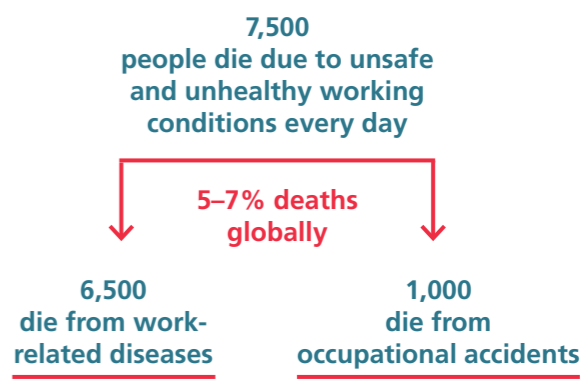 7,500
people die due to unsafe
and unhealthy working
conditions every day
5–7% deaths
globally
6,500
die from work-
related diseases
1,000
die from
occupational accidents